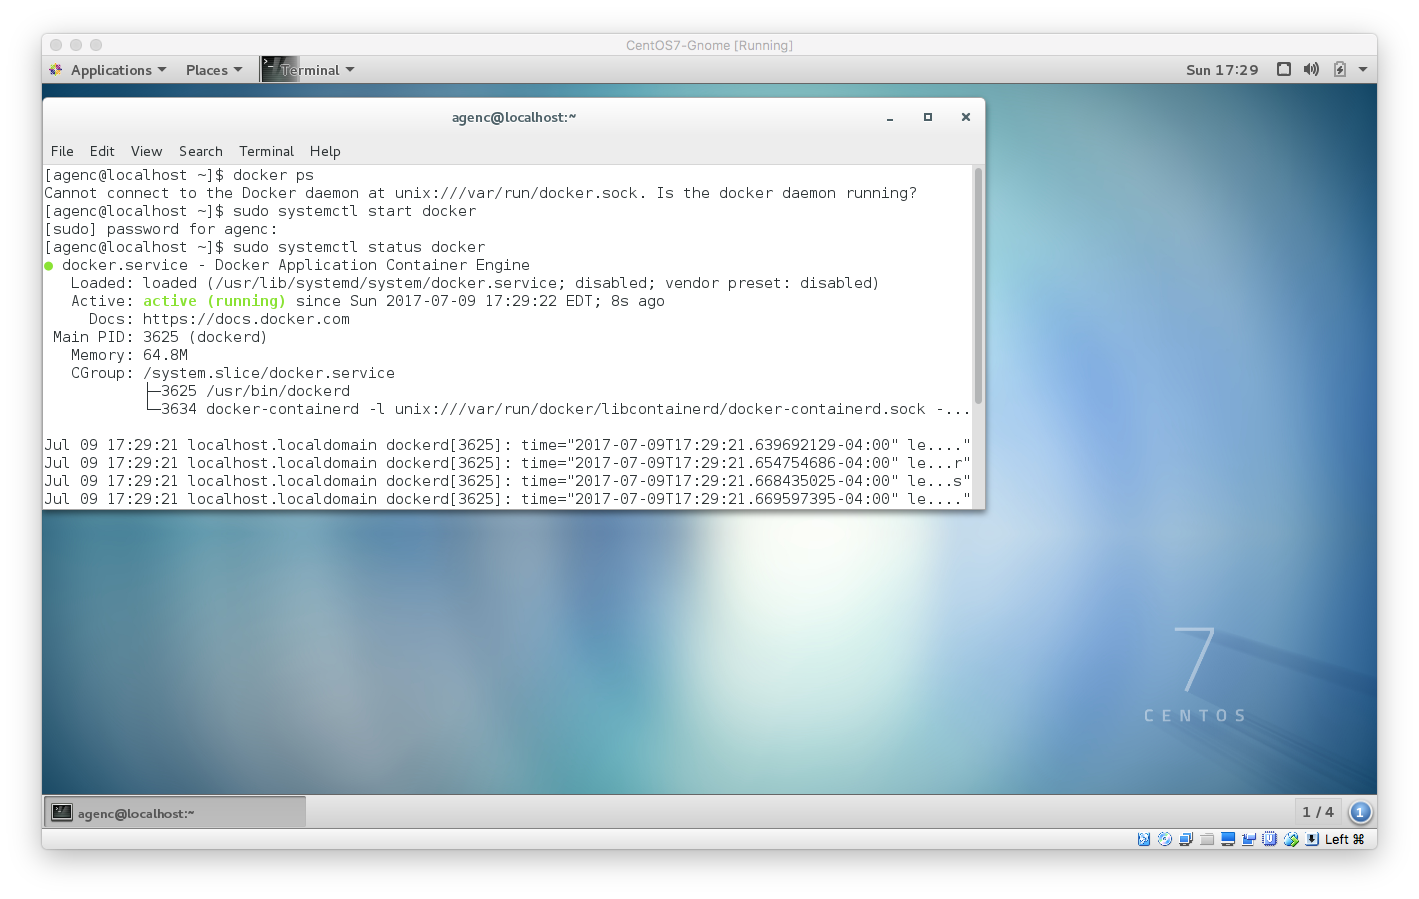 CentOS7-Gnome [Running]
Applications Places Terminal Sun 17:29
agenc@localhost:~
File Edit View Search Terminal Help
[agenc@localhost ~]$ docker ps
Cannot connect to the Docker daemon at unix:///var/run/docker.sock. Is the docker daemon running?
[agenc@localhost ~]$ sudo systemctl start docker
[sudo] password for agenc:
[agenc@localhost ~]$ sudo systemctl status docker
● docker.service - Docker Application Container Engine
Loaded: loaded (/usr/lib/systemd/system/docker.service; disabled; vendor preset: disabled)
Active: active (running) since Sun 2017-07-09 17:29:22 EDT; 8s ago
Docs: https://docs.docker.com
Main PID: 3625 (dockerd)
Memory: 64.8M
CGroup: /system.slice/docker.service
├─3625 /usr/bin/dockerd
└─3634 docker-containerd -l unix:///var/run/docker/libcontainerd/docker-containerd.sock -...
Jul 09 17:29:21 localhost.localdomain dockerd[3625]: time="2017-07-09T17:29:21.639692129-04:00" le...."
Jul 09 17:29:21 localhost.localdomain dockerd[3625]: time="2017-07-09T17:29:21.654754686-04:00" le...r"
Jul 09 17:29:21 localhost.localdomain dockerd[3625]: time="2017-07-09T17:29:21.668435025-04:00" le...s"
Jul 09 17:29:21 localhost.localdomain dockerd[3625]: time="2017-07-09T17:29:21.669597395-04:00" le...."
7
CENTOS
agenc@localhost:~ 1 / 4 1
Left ⌘